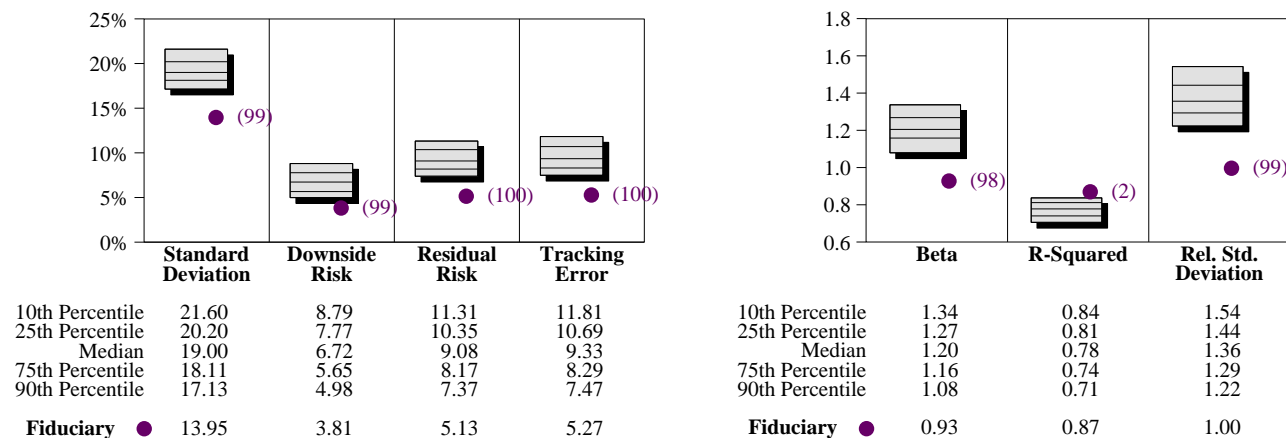 25%
20%
15%
10%
5%
0%
(99)
(99)
(100)
(100)
Standard Deviation
Downside Risk
Residual Risk
Tracking Error
10th Percentile 21.60 8.79 11.31 11.81
25th Percentile 20.20 7.77 10.35 10.69
Median 19.00 6.72 9.08 9.33
75th Percentile 18.11 5.65 8.17 8.29
90th Percentile 17.13 4.98 7.37 7.47
Fiduciary 13.95 3.81 5.13 5.27
1.8
1.6
1.4
1.2
1.0
0.8
0.6
(98)
(2)
(99)
Beta
R-Squared
Rel. Std. Deviation
10th Percentile 1.34 0.84 1.54
25th Percentile 1.27 0.81 1.44
Median 1.20 0.78 1.36
75th Percentile 1.16 0.74 1.29
90th Percentile 1.08 0.71 1.22
Fiduciary 0.93 0.87 1.00